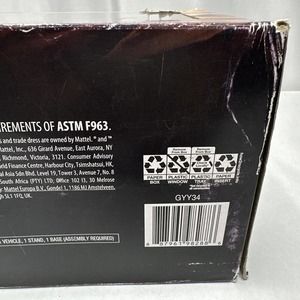 REMENTS OF ASTM F963.
s and trade dress are owned by Mattel. ® and ™
Mattel, Inc., 636 Girard Avenue, East Aurora, NY
Richmond, Victoria, 3121. Consumer Advisory
World Finance Centre, Harbour City, Tsimshatsui, HK,
al Asia Sdn. Bhd. Level 19, Tower 3, Avenue 7, No. 8
South Africa (PTY) LTD, Office 102 I3, 30 Melrose
Mattel Europa B.V., Gondel 1, 1186 MJ Amstelveen,
h SL1 1FQ, UK.
PAPER
BOX
PLASTIC
WINDOW
PLASTIC
TRAY
PAPER
INSERT
GYY34
VEHICLE, 1 STAND, 1 BASE (ASSEMBLY REQUIRED)